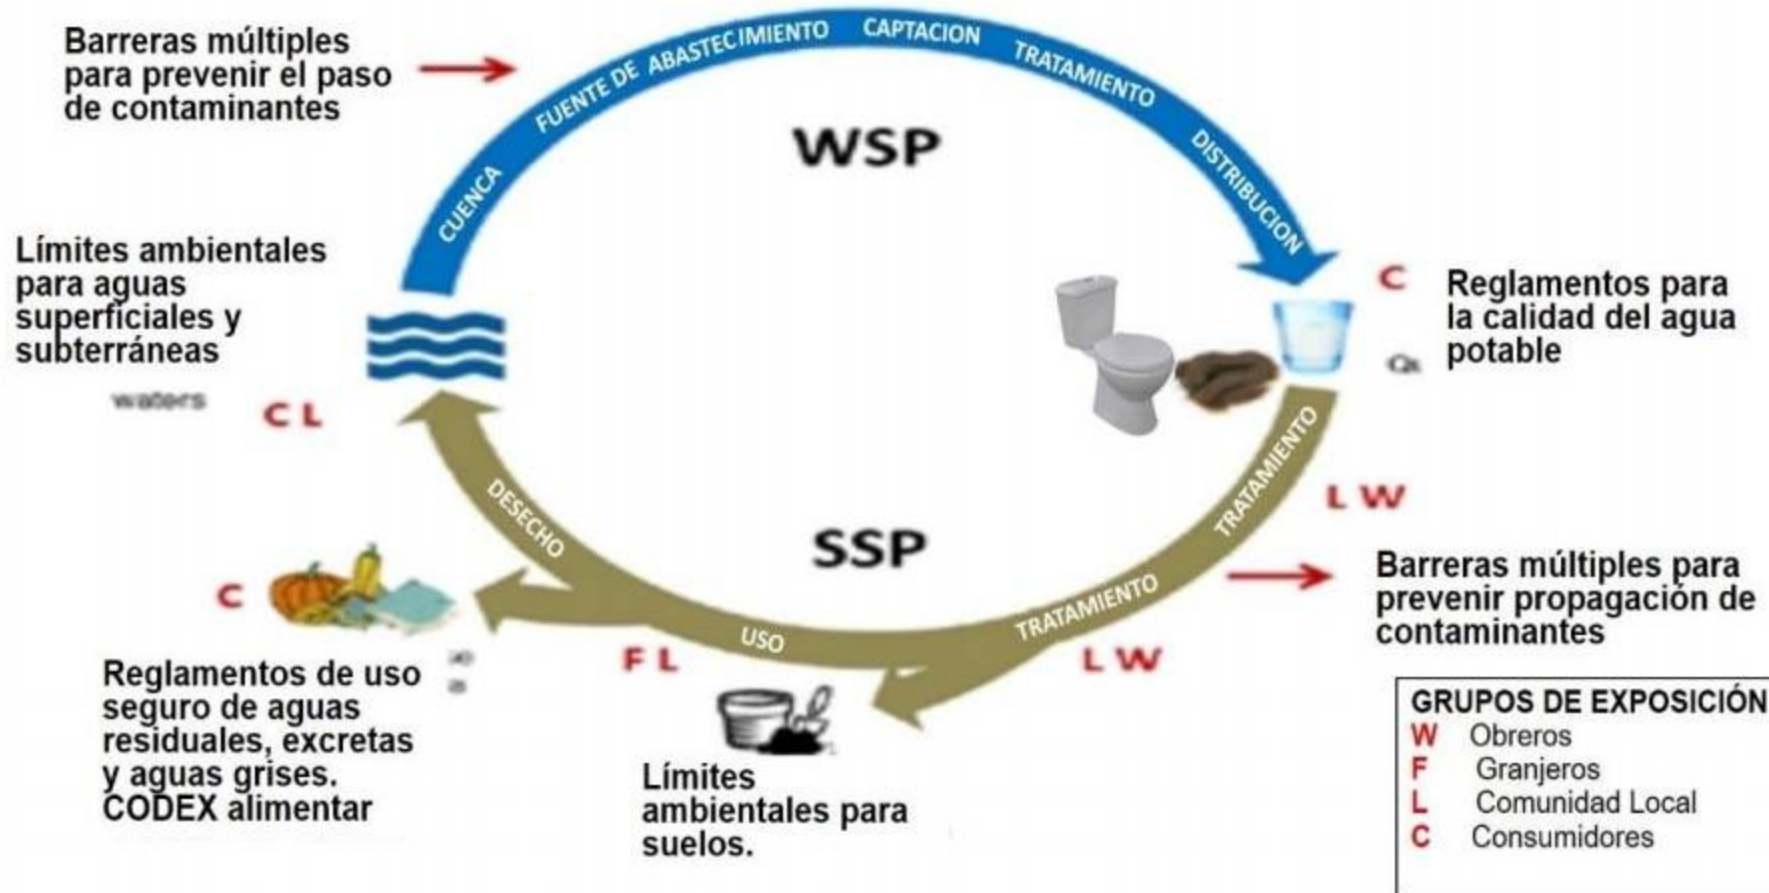 Barreras múltiples
para prevenir el paso
de contaminantes
CUENCA
FUENTE DE ABASTECIMIENTO
CAPTACION
TRATAMIENTO
DISTRIBUCION
WSP
Límites ambientales
para aguas
superficiales y
subterráneas
waters
C L
C
Reglamentos para
la calidad del agua
potable
TRATAMIENTO
L W
DESECHO
SSP
Barreras múltiples para
prevenir propagación de
contaminantes
TRATAMIENTO
L W
USO
F L
C
Reglamentos de uso
seguro de aguas
residuales, excretas
y aguas grises.
CODEX alimentar
Límites
ambientales para
suelos.
GRUPOS DE EXPOSICIÓN
W Obreros
F Granjeros
L Comunidad Local
C Consumidores